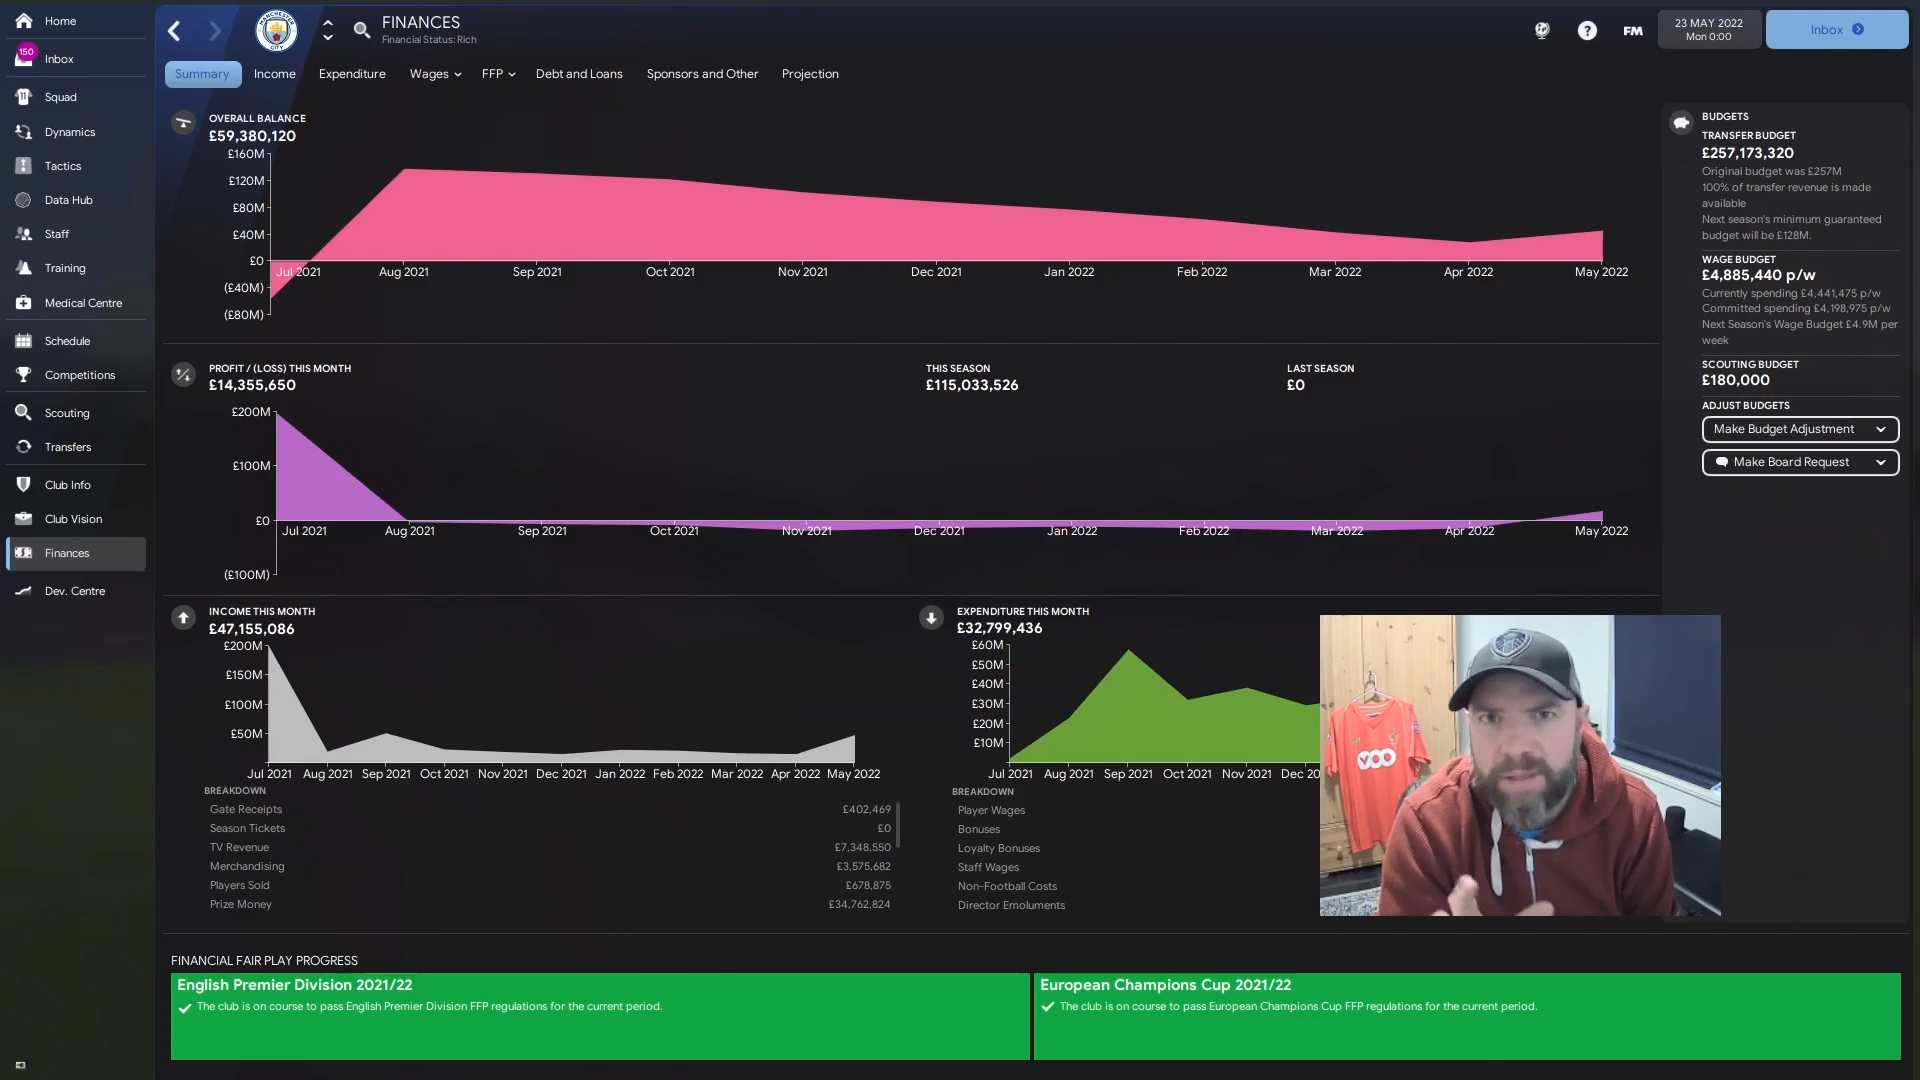 Home
150
Inbox
Squad
Dynamics
Tactics
Data Hub
Staff
Training
Medical Centre
Schedule
Competitions
Scouting
Transfers
Club Info
Club Vision
Finances
Dev. Centre
MANCHESTER
CITY
FINANCES
Financial Status: Rich
?
FM
23 MAY 2022
Mon 0:00
Inbox
Summary
Income
Expenditure
Wages
FFP
Debt and Loans
Sponsors and Other
Projection
OVERALL BALANCE
£59,380,120
£160M
£120M
£80M
£40M
£0
(£40M)
(£80M)
Jul 2021 Aug 2021 Sep 2021 Oct 2021 Nov 2021 Dec 2021 Jan 2022 Feb 2022 Mar 2022 Apr 2022 May 2022
PROFIT / (LOSS) THIS MONTH
£14,355,650
THIS SEASON
£115,033,526
LAST SEASON
£0
£200M
£100M
£0
(£100M)
Jul 2021 Aug 2021 Sep 2021 Oct 2021 Nov 2021 Dec 2021 Jan 2022 Feb 2022 Mar 2022 Apr 2022 May 2022
INCOME THIS MONTH
£47,155,086
£200M
£150M
£100M
£50M
Jul 2021 Aug 2021 Sep 2021 Oct 2021 Nov 2021 Dec 2021 Jan 2022 Feb 2022 Mar 2022 Apr 2022 May 2022
BREAKDOWN
Gate Receipts £402,469
Season Tickets £0
TV Revenue £7,348,550
Merchandising £3,575,682
Players Sold £678,875
Prize Money £34,762,824
EXPENDITURE THIS MONTH
£32,799,436
£60M
£50M
£40M
£30M
£20M
£10M
Jul 2021 Aug 2021 Sep 2021 Oct 2021 Nov 2021 Dec 20
BREAKDOWN
Player Wages
Bonuses
Loyalty Bonuses
Staff Wages
Non-Football Costs
Director Emoluments
VOO
BUDGETS
TRANSFER BUDGET
£257,173,320
Original budget was £257M
100% of transfer revenue is made
available
Next season's minimum guaranteed
budget will be £128M.
WAGE BUDGET
£4,885,440 p/w
Currently spending £4,441,475 p/w
Committed spending £4,198,975 p/w
Next Season's Wage Budget £4.9M per
week
SCOUTING BUDGET
£180,000
ADJUST BUDGETS
Make Budget Adjustment
Make Board Request
FINANCIAL FAIR PLAY PROGRESS
English Premier Division 2021/22
The club is on course to pass English Premier Division FFP regulations for the current period.
European Champions Cup 2021/22
The club is on course to pass European Champions Cup FFP regulations for the current period.